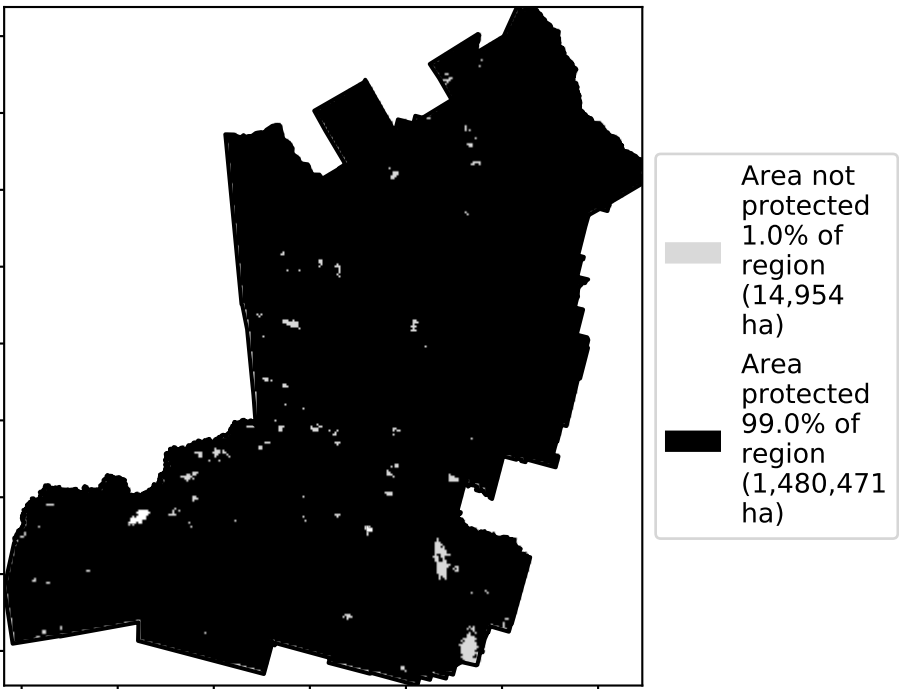 Area not
protected
1.0% of
region
(14,954
ha)
Area
protected
99.0% of
region
(1,480,471
ha)